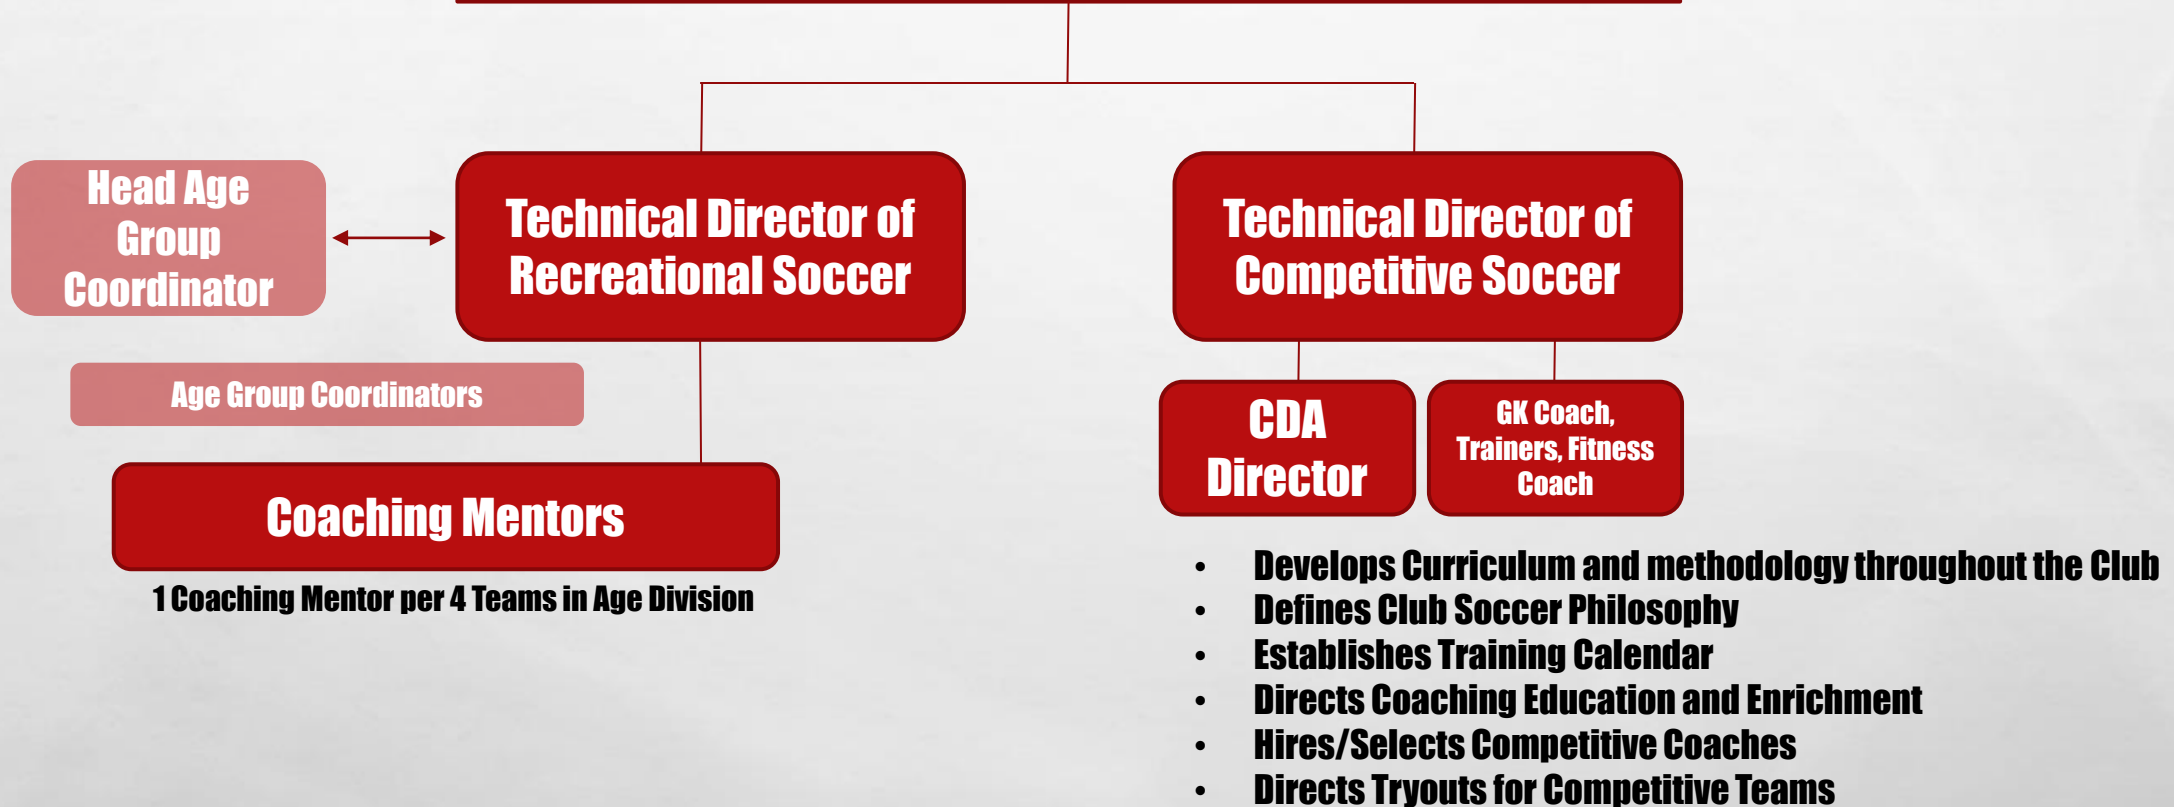 Head Age
Group
Coordinator
Technical Director of
Recreational Soccer
Technical Director of
Competitive Soccer
Age Group Coordinators
CDA
Director
GK Coach,
Trainers, Fitness
Coach
Coaching Mentors
1 Coaching Mentor per 4 Teams in Age Division
• Develops Curriculum and methodology throughout the Club
• Defines Club Soccer Philosophy
• Establishes Training Calendar
• Directs Coaching Education and Enrichment
• Hires/Selects Competitive Coaches
• Directs Tryouts for Competitive Teams